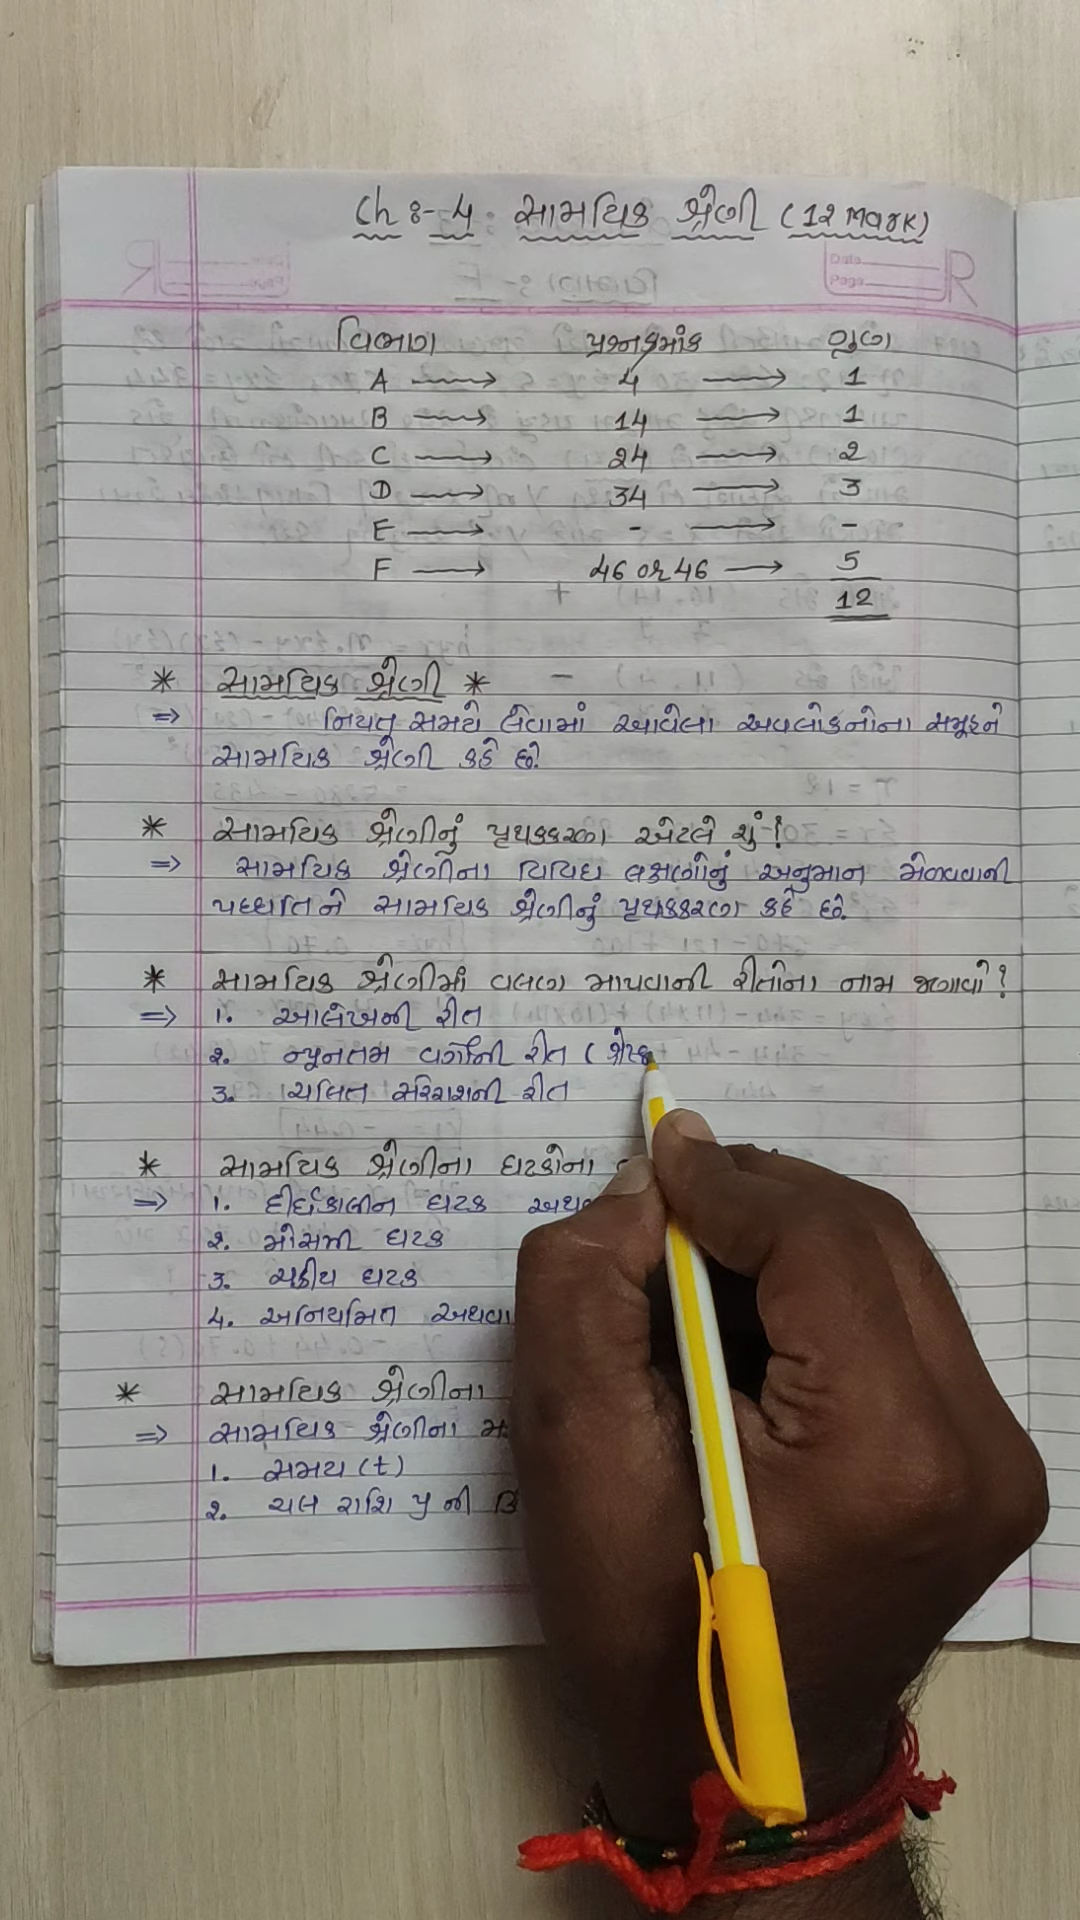 Ch :- 4 : સામયિક શ્રેણી (12 Mark)
વિભાગ પ્રશ્નક્રમાંક ગુણ
A → 4 → 1
B → 14 → 1
C → 24 → 2
D → 34 → 3
E → - → -
F → 46 or 46 → 5
12
* સામયિક શ્રેણી *
⇒ નિયત સમયે લેવામાં આવેલા અવલોકનોના સમૂહને
સામયિક શ્રેણી કહે છે.
* સામયિક શ્રેણીનું પૃથક્કરણ એટલે શું?
⇒ સામયિક શ્રેણીના વિવિધ લક્ષણોનું અનુમાન મેળવવાની
પધ્ધતિને સામયિક શ્રેણીનું પૃથક્કરણ કહે છે.
* સામયિક શ્રેણીમાં વલણ માપવાની રીતોના નામ જણાવો?
⇒ 1. આલેખની રીત
2. ન્યૂનતમ વર્ગોની રીત (
3. ચલિત સરેરાશની રીત
* સામયિક શ્રેણીના ઘટકોના
⇒ 1. દીર્ઘકાલીન ઘટક
2. મોસમી ઘટક
3. ચક્રીય ઘટક
4. અનિયમિત અથવા
* સામયિક શ્રેણીના
⇒ સામયિક શ્રેણીના
1. સમય (t)
2. ચલ રાશિ y ની
Date
Page
R